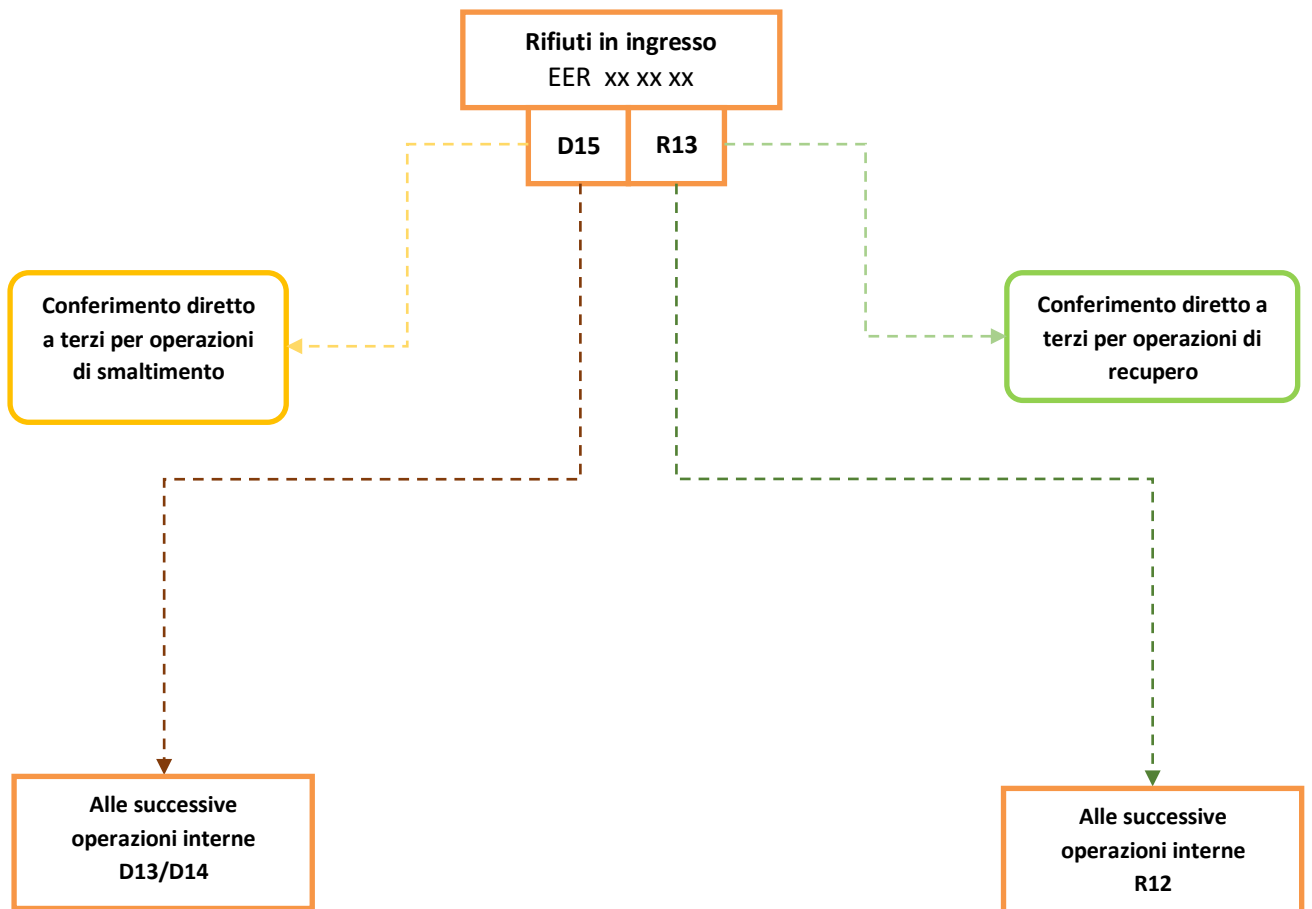 Rifiuti in ingresso
EER xx xx xx
D15
R13
Conferimento diretto
a terzi per operazioni
di smaltimento
Conferimento diretto a
terzi per operazioni di
recupero
Alle successive
operazioni interne
D13/D14
Alle successive
operazioni interne
R12